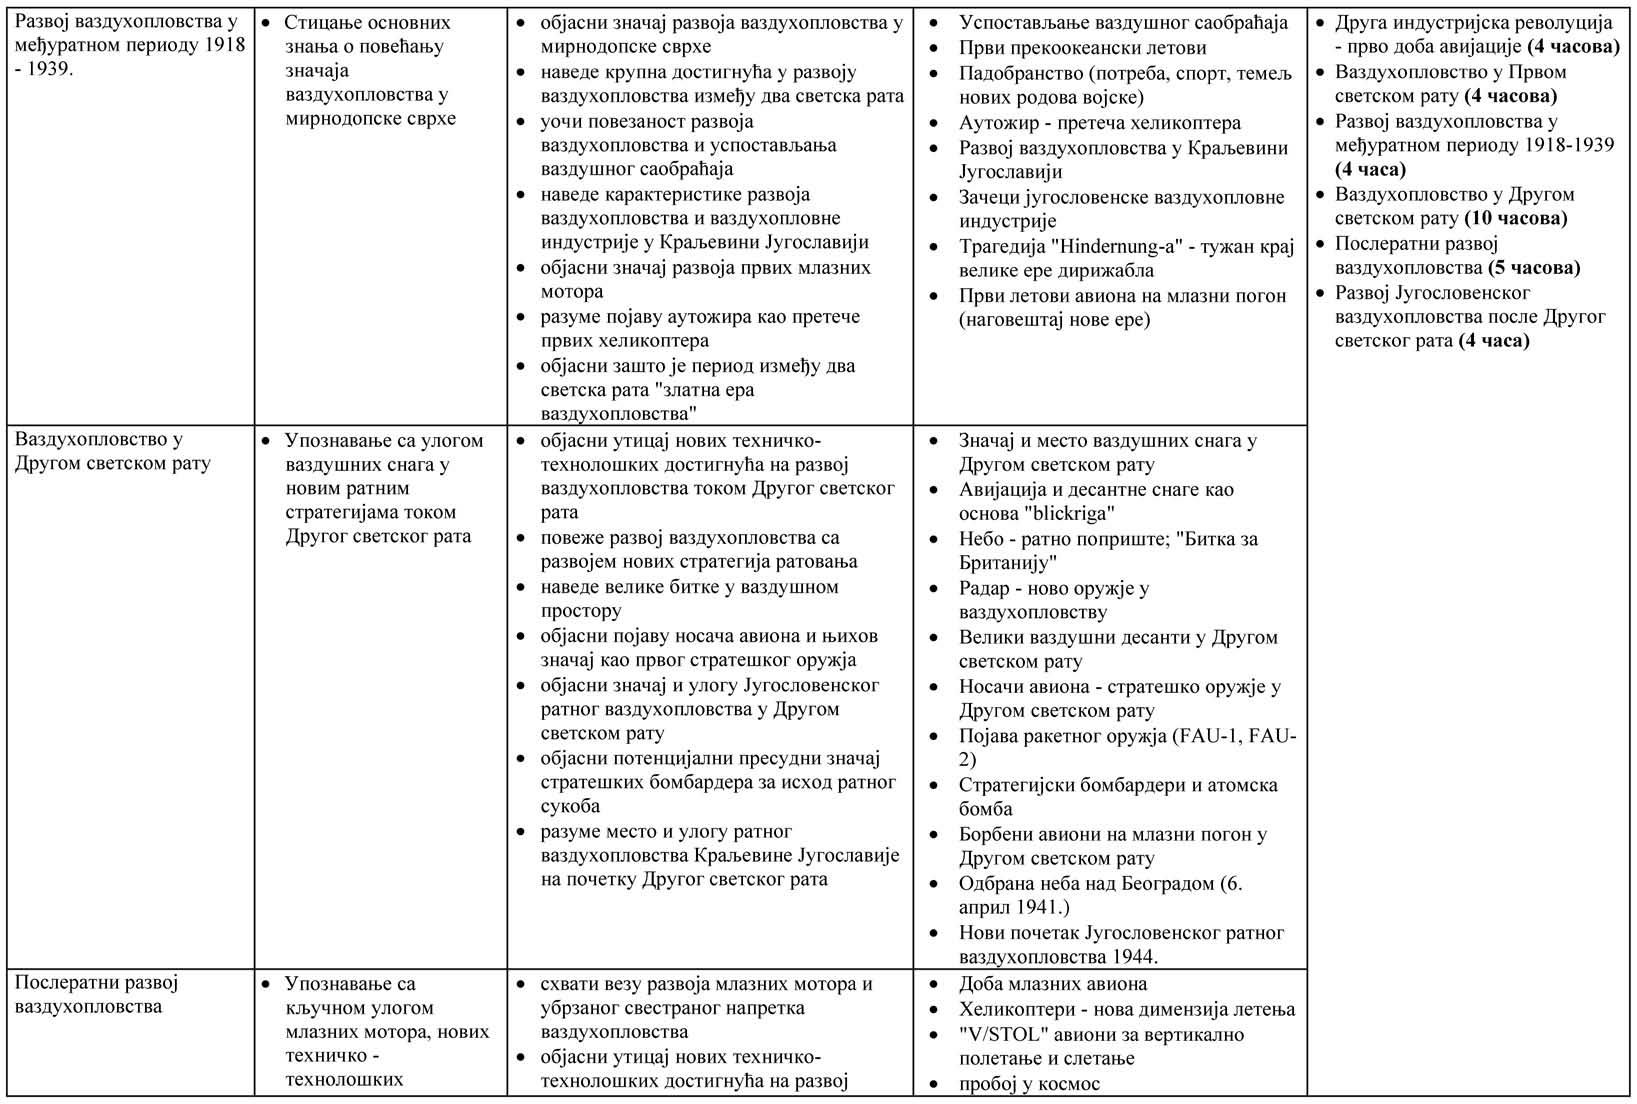 Развој ваздухопловства у
међуратном периоду 1918
- 1939.
• Стицање основних
знања о повећању
значаја
ваздухопловства у
мирнодопске сврхе
• објасни значај развоја ваздухопловства у
мирнодопске сврхе
• наведе крупна достигнућа у развоју
ваздухопловства између два светска рата
• уочи повезаност развоја
ваздухопловства и успостављања
ваздушног саобраћаја
• наведе карактеристике развоја
ваздухопловства и ваздухопловне
индустрије у Краљевини Југославији
• објасни значај развоја првих млазних
мотора
• разуме појаву аутожира као претече
првих хеликоптера
• објасни зашто је период између два
светска рата "златна ера
ваздухопловства"
• Успостављање ваздушног саобраћаја
• Први прекоокеански летови
• Падобранство (потреба, спорт, темељ
нових родова војске)
• Аутожир - претеча хеликоптера
• Развој ваздухопловства у Краљевини
Југославији
• Зачеци југословенске ваздухопловне
индустрије
• Трагедија "Hindernung-a" - тужан крај
велике ере дирижабла
• Први летови авиона на млазни погон
(наговештај нове ере)
• Друга индустријска револуција
- прво доба авијације (4 часова)
• Ваздухопловство у Првом
светском рату (4 часова)
• Развој ваздухопловства у
међуратном периоду 1918-1939
(4 часа)
• Ваздухопловство у Другом
светском рату (10 часова)
• Послератни развој
ваздухопловства (5 часова)
• Развој Југословенског
ваздухопловства после Другог
светског рата (4 часа)
Ваздухопловство у
Другом светском рату
• Упознавање са улогом
ваздушних снага у
новим ратним
стратегијама током
Другог светског рата
• објасни утицај нових техничко-
технолошких достигнућа на развој
ваздухопловства током Другог светског
рата
• повеже развој ваздухопловства са
развојем нових стратегија ратовања
• наведе велике битке у ваздушном
простору
• објасни појаву носача авиона и њихов
значај као првог стратешког оружја
• објасни значај и улогу Југословенског
ратног ваздухопловства у Другом
светском рату
• објасни потенцијални пресудни значај
стратешких бомбардера за исход ратног
сукоба
• разуме место и улогу ратног
ваздухопловства Краљевине Југославије
на почетку Другог светског рата
• Значај и место ваздушних снага у
Другом светском рату
• Авијација и десантне снаге као
основа "blickriga"
• Небо - ратно поприште; "Битка за
Британију"
• Радар - ново оружје у
ваздухопловству
• Велики ваздушни десанти у Другом
светском рату
• Носачи авиона - стратешко оружје у
Другом светском рату
• Појава ракетног оружја (FAU-1, FAU-
2)
• Стратегијски бомбардери и атомска
бомба
• Борбени авиони на млазни погон у
Другом светском рату
• Одбрана неба над Београдом (6.
април 1941.)
• Нови почетак Југословенског ратног
ваздухопловства 1944.
Послератни развој
ваздухопловства
• Упознавање са
кључном улогом
млазних мотора, нових
техничко -
технолошких
• схвати везу развоја млазних мотора и
убрзаног свестраног напретка
ваздухопловства
• објасни утицај нових техничко-
технолошких достигнућа на развој
• Доба млазних авиона
• Хеликоптери - нова димензија летења
• "V/STOL" авиони за вертикално
полетање и слетање
• пробој у космос